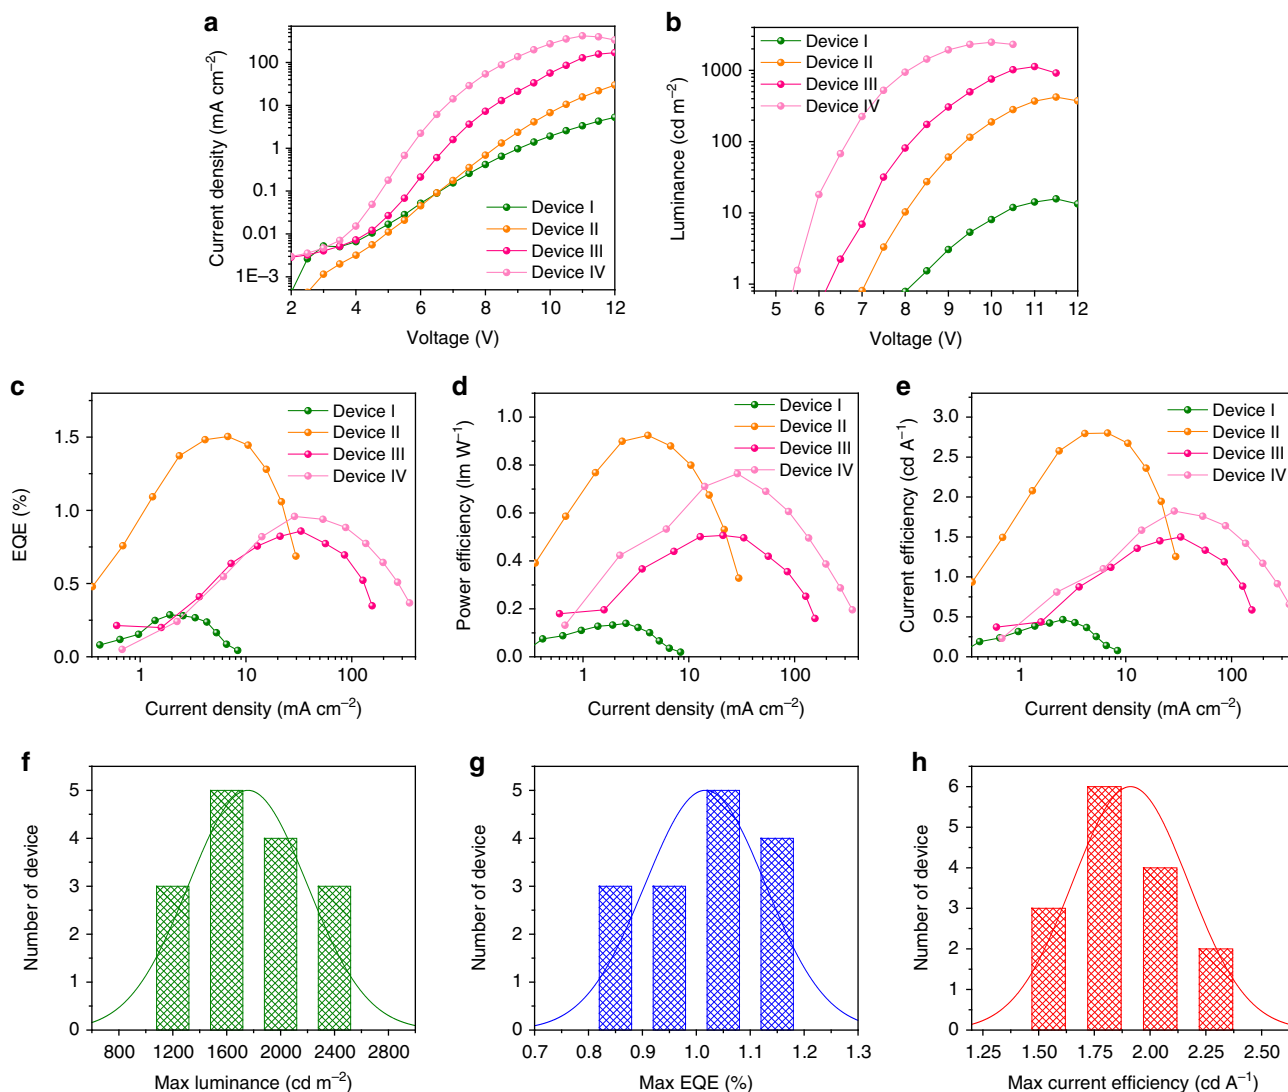 a
Current density (mA cm⁻²)
100
10
1
0.1
0.01
1E–3
2 4 6 8 10 12
Voltage (V)
Device I
Device II
Device III
Device IV
b
Luminance (cd m⁻²)
1000
100
10
1
5 6 7 8 9 10 11 12
Voltage (V)
Device I
Device II
Device III
Device IV
c
EQE (%)
1.5
1.0
0.5
0.0
1 10 100
Current density (mA cm⁻²)
Device I
Device II
Device III
Device IV
d
Power efficiency (lm W⁻¹)
1.0
0.8
0.6
0.4
0.2
0.0
1 10 100
Current density (mA cm⁻²)
Device I
Device II
Device III
Device IV
e
Current efficiency (cd A⁻¹)
3.0
2.5
2.0
1.5
1.0
0.5
0.0
1 10 100
Current density (mA cm⁻²)
Device I
Device II
Device III
Device IV
f
Number of device
5
4
3
2
1
0
800 1200 1600 2000 2400 2800
Max luminance (cd m⁻²)
g
Number of device
5
4
3
2
1
0
0.7 0.8 0.9 1.0 1.1 1.2 1.3
Max EQE (%)
h
Number of device
6
5
4
3
2
1
0
1.25 1.50 1.75 2.00 2.25 2.50
Max current efficiency (cd A⁻¹)